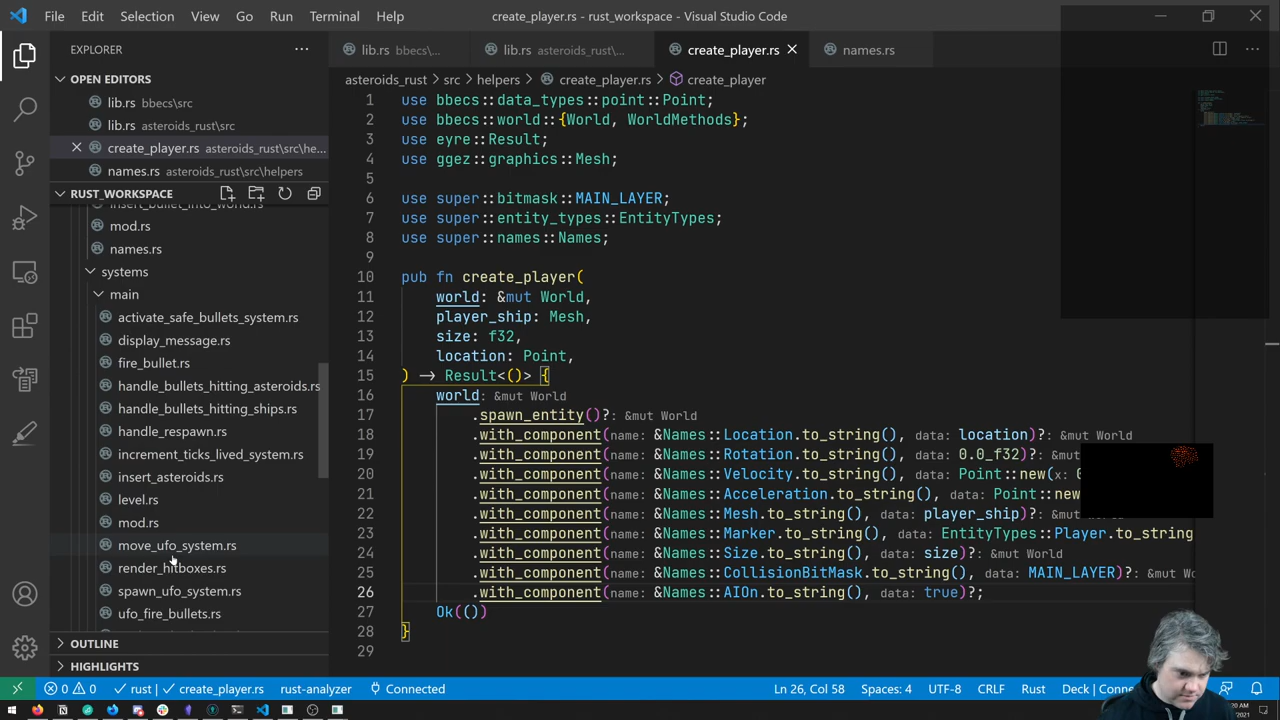 File Edit Selection View Go Run Terminal Help create_player.rs - rust_workspace - Visual Studio Code
EXPLORER
lib.rs bbecs\...
lib.rs asteroids_rust\...
create_player.rs
names.rs
OPEN EDITORS
lib.rs bbecs\src
lib.rs asteroids_rust\src
create_player.rs asteroids_rust\src\he...
names.rs asteroids_rust\src\helpers
RUST_WORKSPACE
insert_bullet_into_world.rs
mod.rs
names.rs
systems
main
activate_safe_bullets_system.rs
display_message.rs
fire_bullet.rs
handle_bullets_hitting_asteroids.rs
handle_bullets_hitting_ships.rs
handle_respawn.rs
increment_ticks_lived_system.rs
insert_asteroids.rs
level.rs
mod.rs
move_ufo_system.rs
render_hitboxes.rs
spawn_ufo_system.rs
ufo_fire_bullets.rs
OUTLINE
HIGHLIGHTS
asteroids_rust > src > helpers > create_player.rs > create_player
1 use bbecs::data_types::point::Point;
2 use bbecs::world::{World, WorldMethods};
3 use eyre::Result;
4 use ggez::graphics::Mesh;
5
6 use super::bitmask::MAIN_LAYER;
7 use super::entity_types::EntityTypes;
8 use super::names::Names;
9
10 pub fn create_player(
11 world: &mut World,
12 player_ship: Mesh,
13 size: f32,
14 location: Point,
15 ) -> Result<()> {
16 world: &mut World
17 .spawn_entity()?: &mut World
18 .with_component(name: &Names::Location.to_string(), data: location)?: &mut World
19 .with_component(name: &Names::Rotation.to_string(), data: 0.0_f32)?: &mut World
20 .with_component(name: &Names::Velocity.to_string(), data: Point::new(x: 0
21 .with_component(name: &Names::Acceleration.to_string(), data: Point::new
22 .with_component(name: &Names::Mesh.to_string(), data: player_ship)?: &mut World
23 .with_component(name: &Names::Marker.to_string(), data: EntityTypes::Player.to_string
24 .with_component(name: &Names::Size.to_string(), data: size)?: &mut World
25 .with_component(name: &Names::CollisionBitMask.to_string(), data: MAIN_LAYER)?: &mut Wo
26 .with_component(name: &Names::AIOn.to_string(), data: true)?;
27 Ok(())
28 }
29
0 0 rust | create_player.rs rust-analyzer Connected Ln 26, Col 58 Spaces: 4 UTF-8 CRLF Rust Deck | Conne